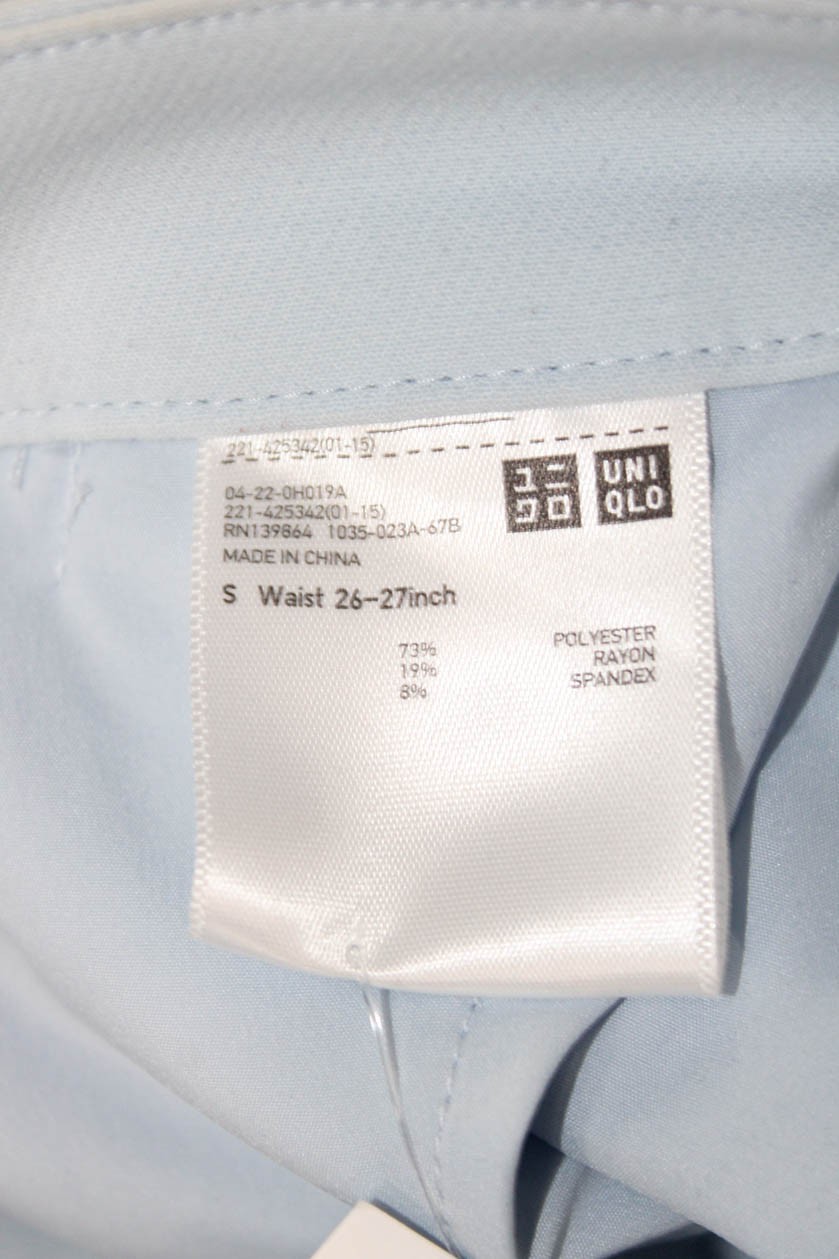 221-425342(01-15)
04-22-0H019A
221-425342(01-15)
RN139864 1035-023A-67B
MADE IN CHINA
ユニ
クロ
UNI
QLO
S Waist 26-27inch
73% POLYESTER
19% RAYON
8% SPANDEX